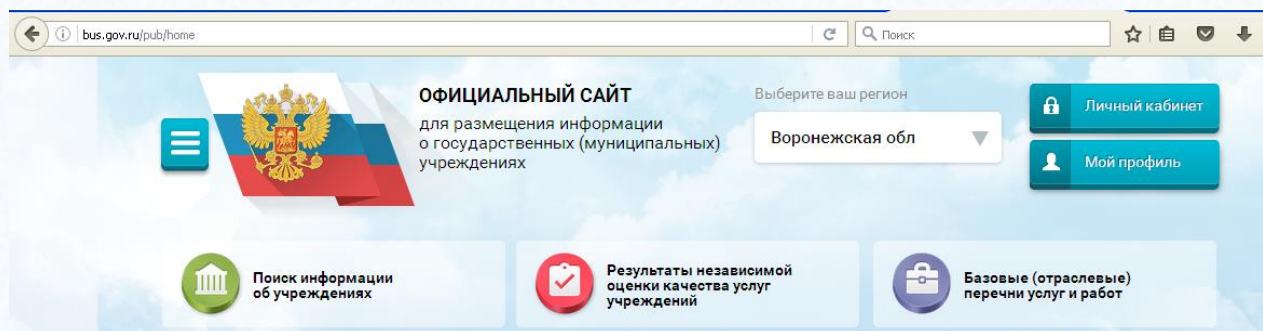 bus.gov.ru/pub/home
Поиск
ОФИЦИАЛЬНЫЙ САЙТ
для размещения информации
о государственных (муниципальных)
учреждениях
Выберите ваш регион
Воронежская обл
Личный кабинет
Мой профиль
Поиск информации
об учреждениях
Результаты независимой
оценки качества услуг
учреждений
Базовые (отраслевые)
перечни услуг и работ